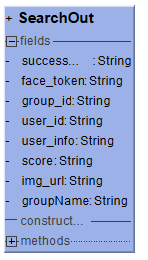 + SearchOut
fields
- success... : String
- face_token: String
- group_id: String
- user_id: String
- user_info: String
- score: String
- img_url: String
- groupName: String
construct...
methods